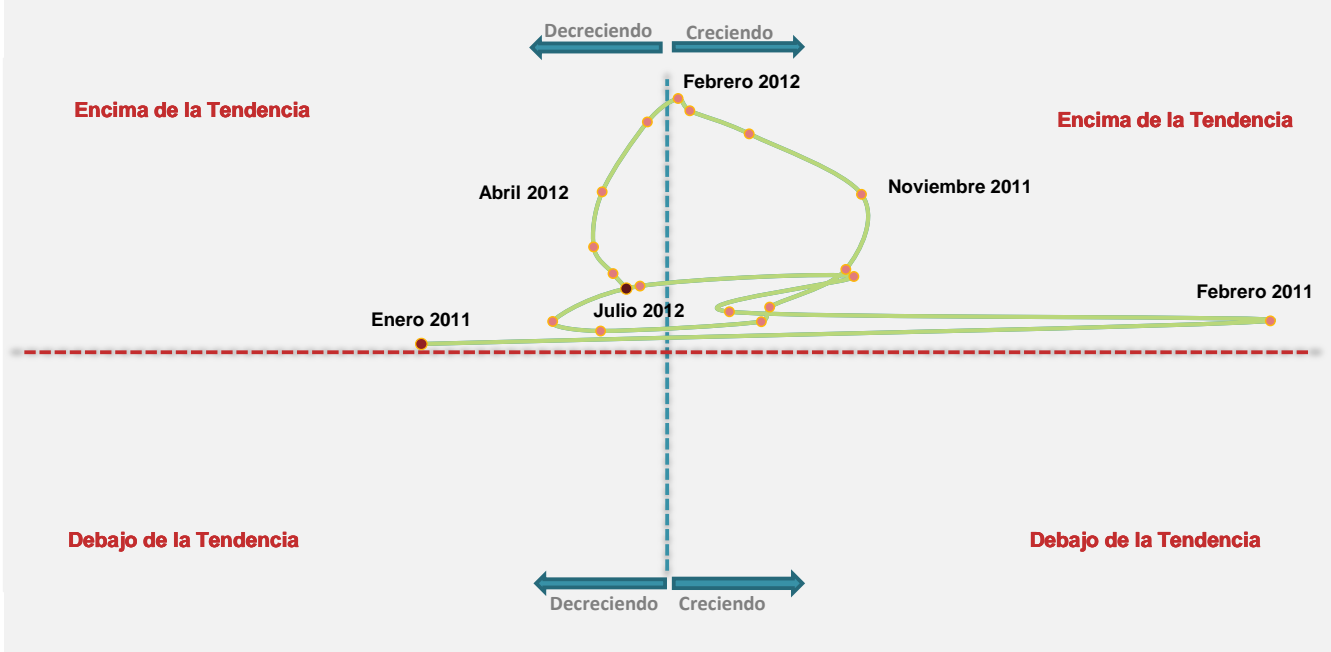 Decreciendo Creciendo
Febrero 2012
Encima de la Tendencia
Encima de la Tendencia
Abril 2012
Noviembre 2011
Febrero 2011
Enero 2011
Julio 2012
Debajo de la Tendencia
Debajo de la Tendencia
Decreciendo Creciendo